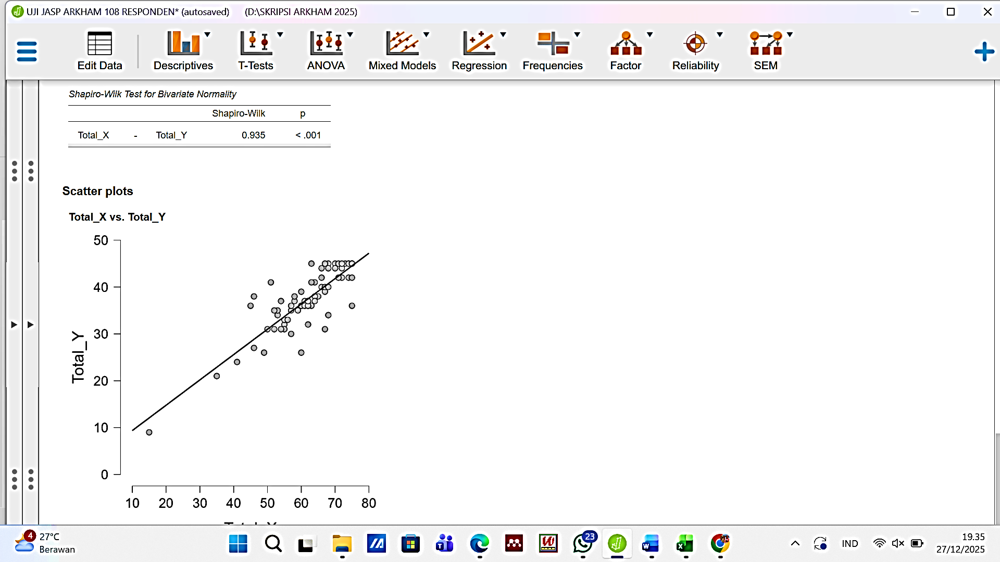 UJI JASP ARKHAM 108 RESPONDEN* (autosaved) (D:\SKRIPSI ARKHAM 2025)
Edit Data Descriptives T-Tests ANOVA Mixed Models Regression Frequencies Factor Reliability SEM
Shapiro-Wilk Test for Bivariate Normality
Shapiro-Wilk p
Total_X - Total_Y 0.935 < .001
Scatter plots
Total_X vs. Total_Y
50
40
30
20
10
0
Total_Y
10 20 30 40 50 60 70 80
4 27°C
Berawan
23
IND
19.35
27/12/2025